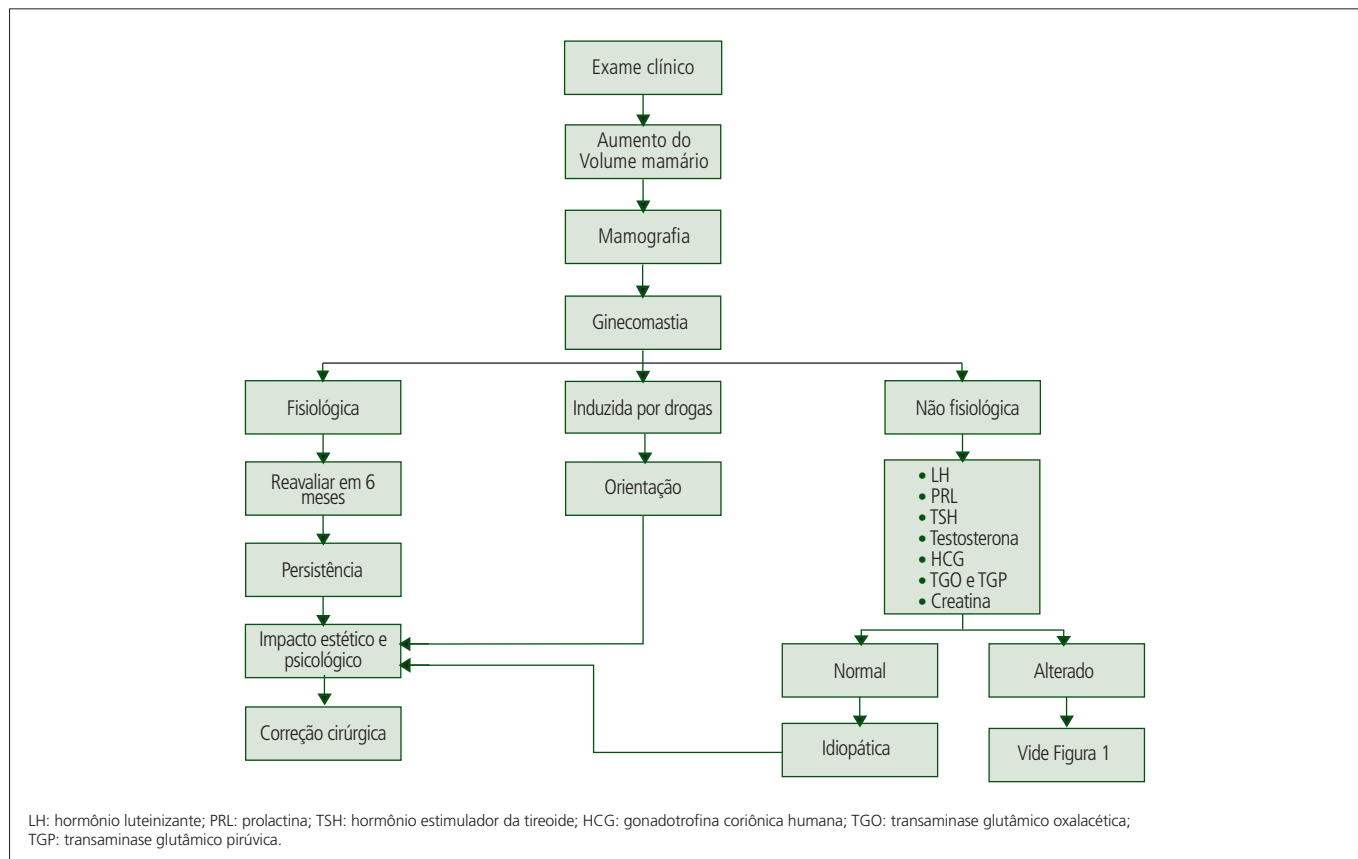 Exame clínico
Aumento do
Volume mamário
Mamografia
Ginecomastia
Fisiológica
Induzida por drogas
Não fisiológica
Reavaliar em 6
meses
Orientação
• LH
• PRL
• TSH
• Testosterona
• HCG
• TGO e TGP
• Creatina
Persistência
Impacto estético e
psicológico
Normal
Alterado
Correção cirúrgica
Idiopática
Vide Figura 1
LH: hormônio luteinizante; PRL: prolactina; TSH: hormônio estimulador da tireoide; HCG: gonadotrofina coriônica humana; TGO: transaminase glutâmico oxalacética;
TGP: transaminase glutâmico pirúvica.